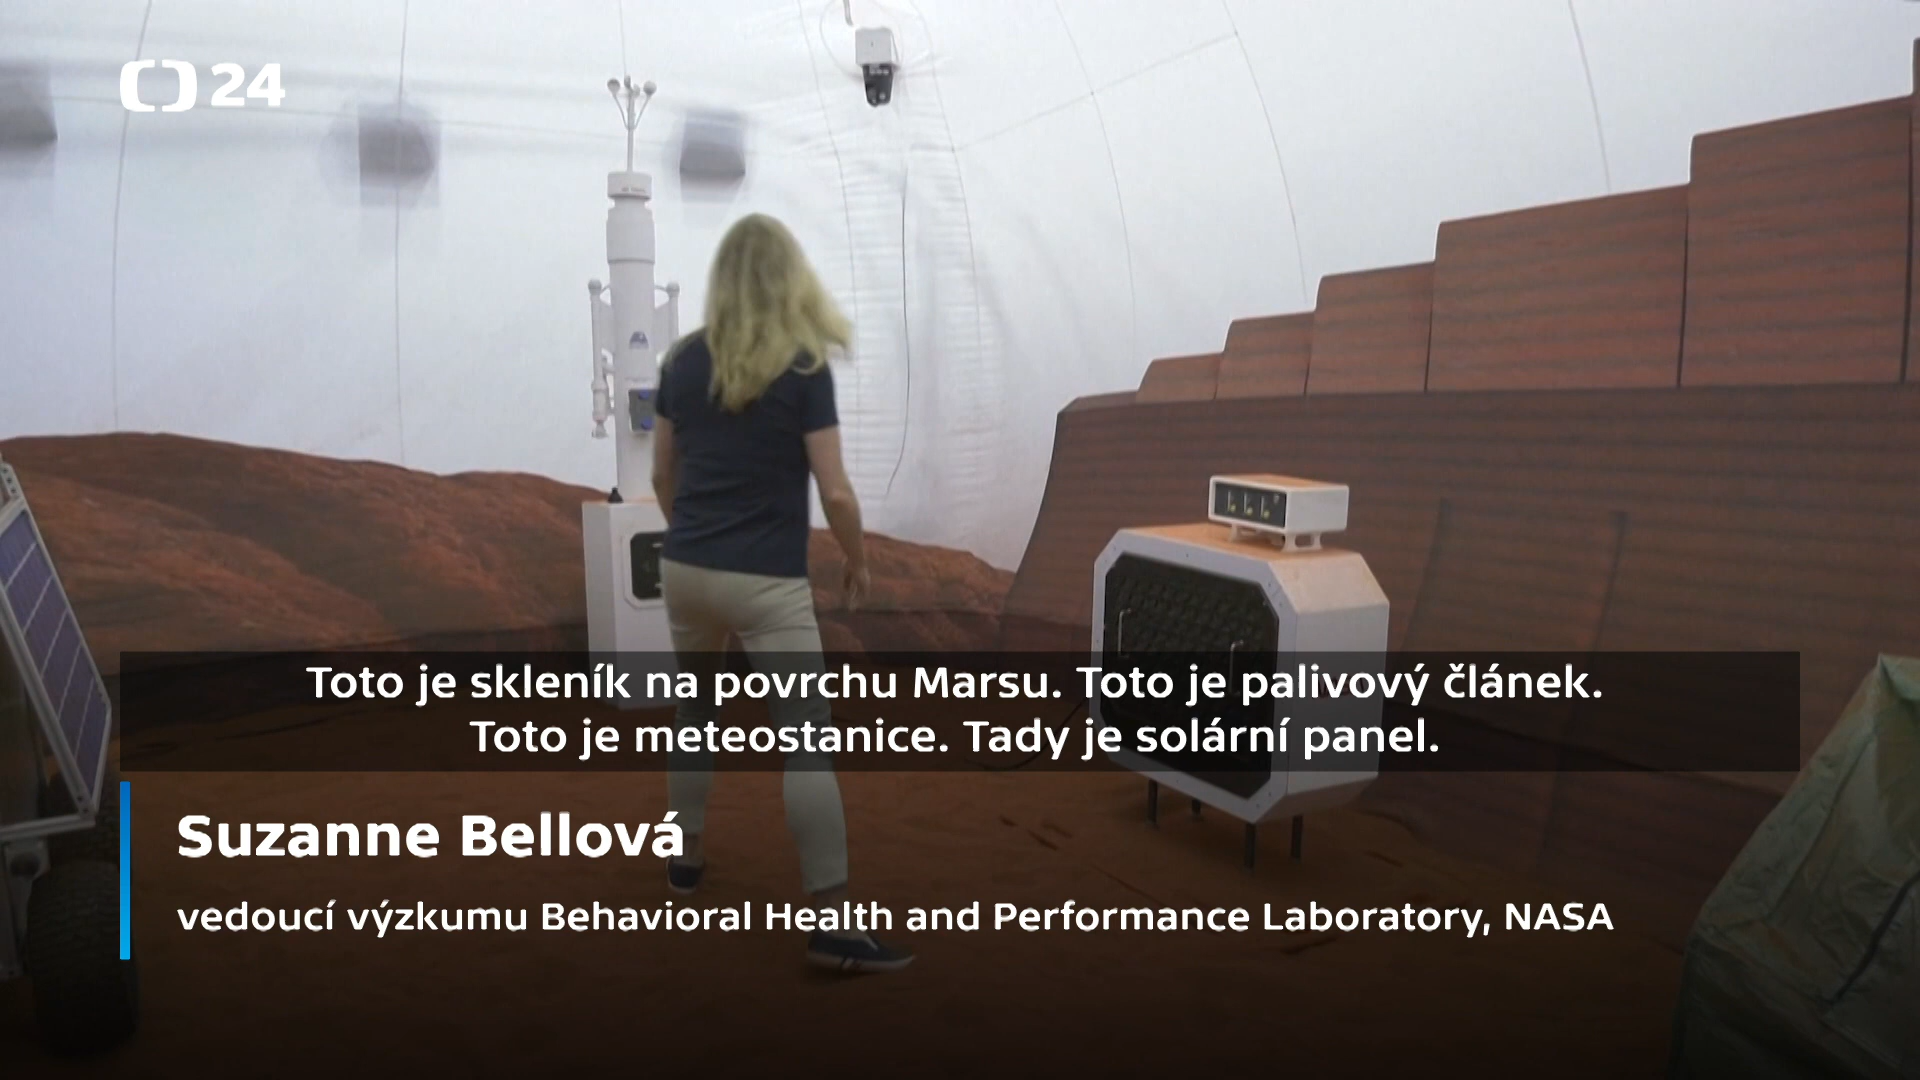 24
Toto je skleník na povrchu Marsu. Toto je palivový článek.
Toto je meteostanice. Tady je solární panel.
Suzanne Bellová
vedoucí výzkumu Behavioral Health and Performance Laboratory, NASA